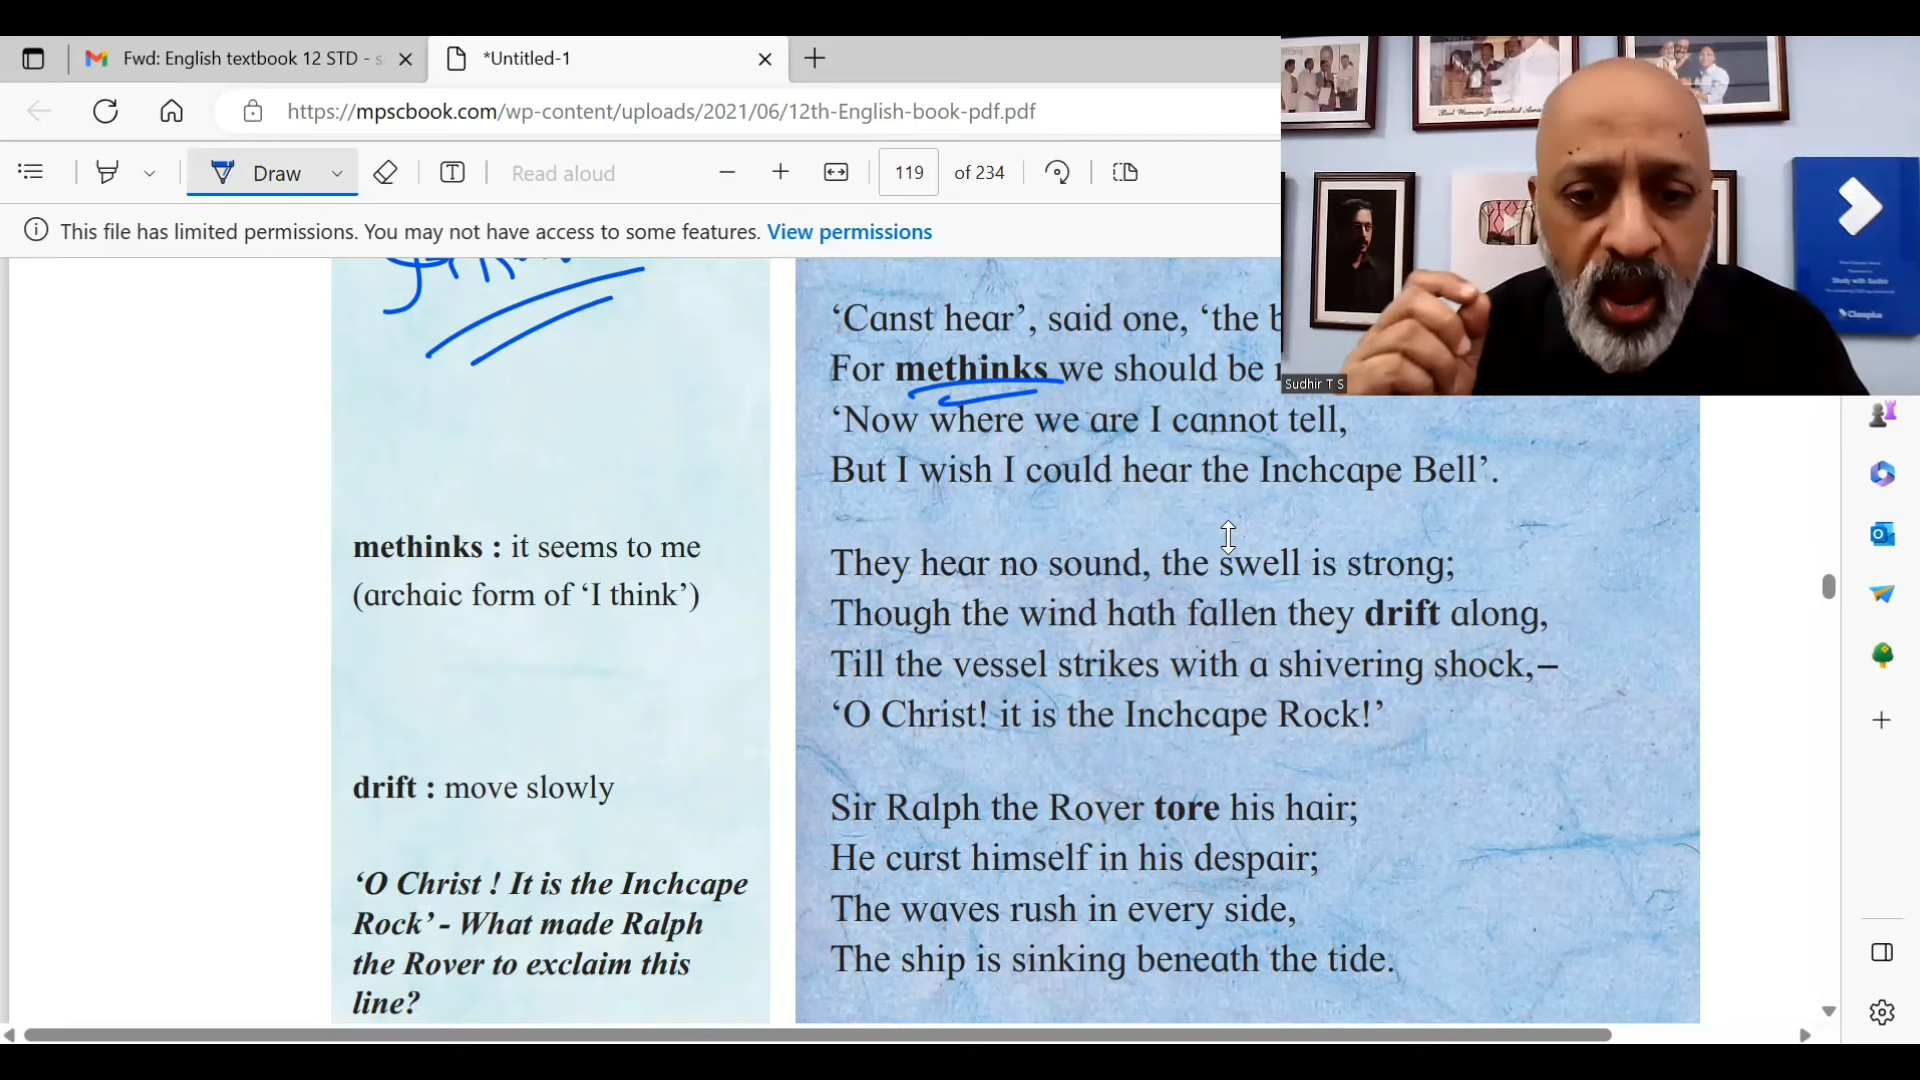 Fwd: English textbook 12 STD - s
*Untitled-1
https://mpscbook.com/wp-content/uploads/2021/06/12th-English-book-pdf.pdf
Draw
Read aloud
119
of 234
This file has limited permissions. You may not have access to some features. View permissions
Study with Sudhir
Classplus
Sudhir T S
‘Canst hear’, said one, ‘the b
For methinks we should be
‘Now where we are I cannot tell,
But I wish I could hear the Inchcape Bell’.
methinks : it seems to me
(archaic form of ‘I think’)
They hear no sound, the swell is strong;
Though the wind hath fallen they drift along,
Till the vessel strikes with a shivering shock,–
‘O Christ! it is the Inchcape Rock!’
drift : move slowly
Sir Ralph the Rover tore his hair;
He curst himself in his despair;
The waves rush in every side,
The ship is sinking beneath the tide.
‘O Christ ! It is the Inchcape
Rock’ - What made Ralph
the Rover to exclaim this
line?